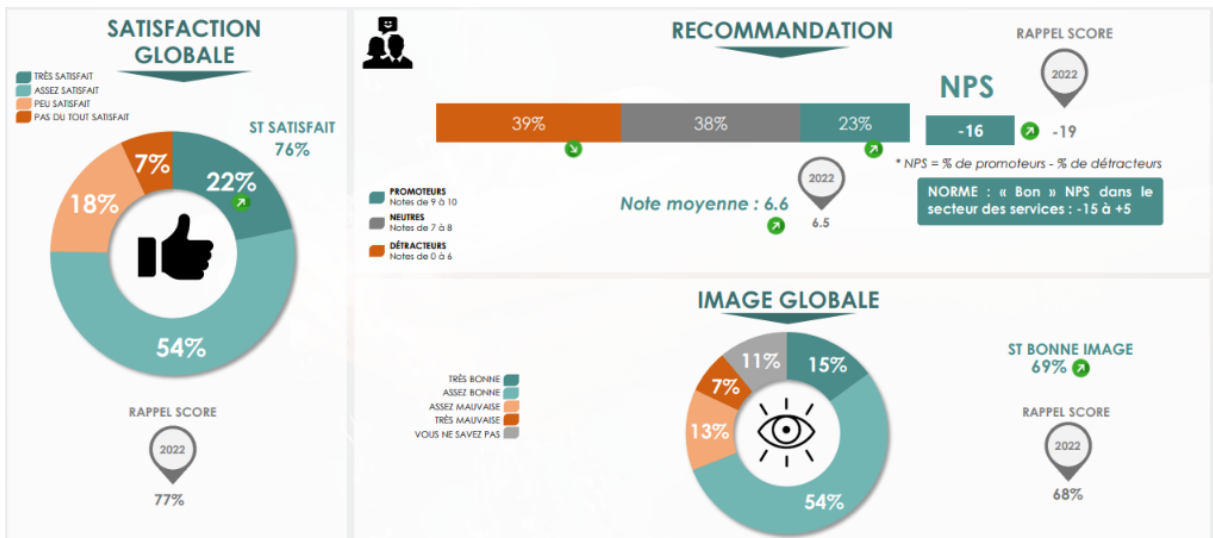 SATISFACTION
GLOBALE
TRÈS SATISFAIT
ASSEZ SATISFAIT
PEU SATISFAIT
PAS DU TOUT SATISFAIT
ST SATISFAIT
76%
7%
22%
18%
54%
RAPPEL SCORE
2022
77%
RECOMMANDATION
39%
38%
23%
NPS
-16
RAPPEL SCORE
2022
-19
* NPS = % de promoteurs - % de détracteurs
NORME : « Bon » NPS dans le
secteur des services : -15 à +5
PROMOTEURS
Notes de 9 à 10
NEUTRES
Notes de 7 à 8
DÉTRACTEURS
Notes de 0 à 6
Note moyenne : 6.6
2022
6.5
IMAGE GLOBALE
TRÈS BONNE
ASSEZ BONNE
ASSEZ MAUVAISE
TRÈS MAUVAISE
VOUS NE SAVEZ PAS
11%
15%
7%
13%
54%
ST BONNE IMAGE
69%
RAPPEL SCORE
2022
68%